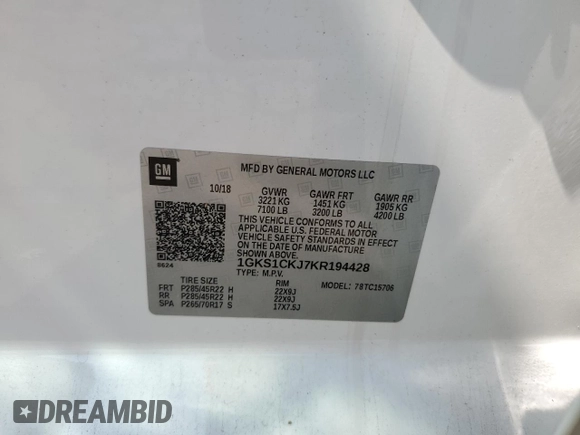 GM
MFD BY GENERAL MOTORS LLC
10/18 GVWR GAWR FRT GAWR RR
3221 KG 1451 KG 1905 KG
7100 LB 3200 LB 4200 LB
THIS VEHICLE CONFORMS TO ALL
APPLICABLE U.S. FEDERAL MOTOR
VEHICLE SAFETY STANDARDS IN
EFFECT ON THE DATE OF MANUFACTURE
SHOWN ABOVE.
8624 1GKS1CKJ7KR194428
TYPE: M.P.V. MODEL: 78TC15706
TIRE SIZE RIM
FRT P285/45R22 H 22X9J
RR P285/45R22 H 22X9J
SPA P265/70R17 S 17X7.5J
DREAMBID